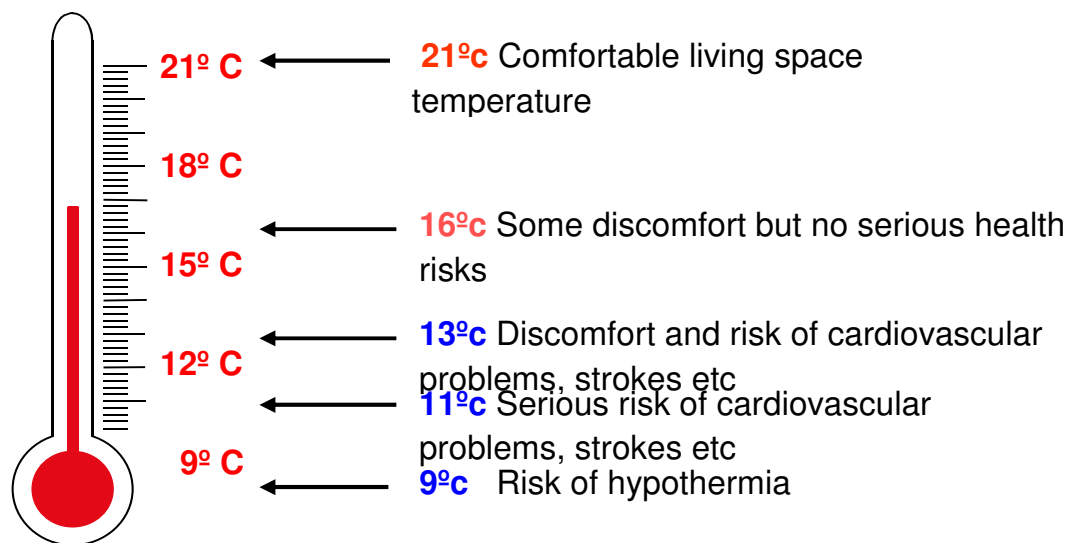 21º C
21ºc Comfortable living space
temperature
18º C
16ºc Some discomfort but no serious health
risks
15º C
13ºc Discomfort and risk of cardiovascular
problems, strokes etc
12º C
11ºc Serious risk of cardiovascular
problems, strokes etc
9º C
9ºc Risk of hypothermia